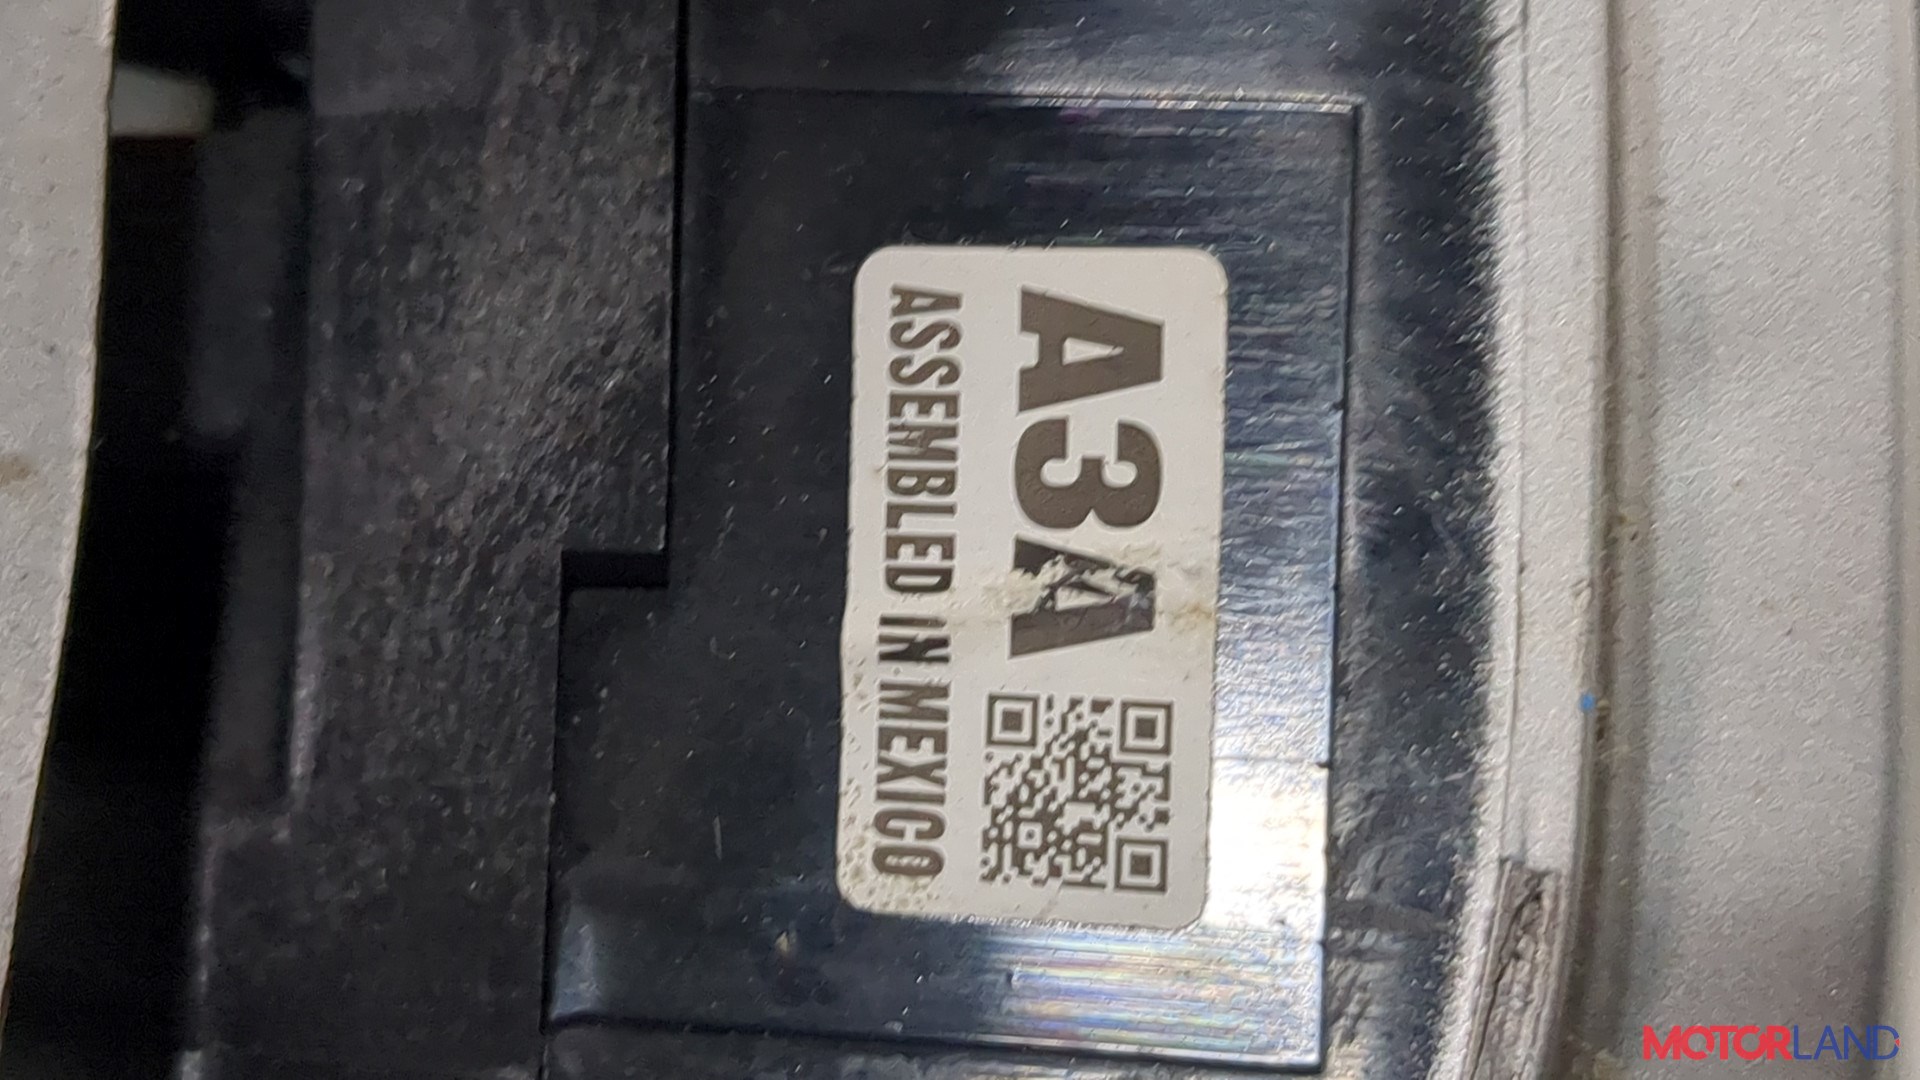 A3A
ASSEMBLED IN MEXICO
MOTORLAND